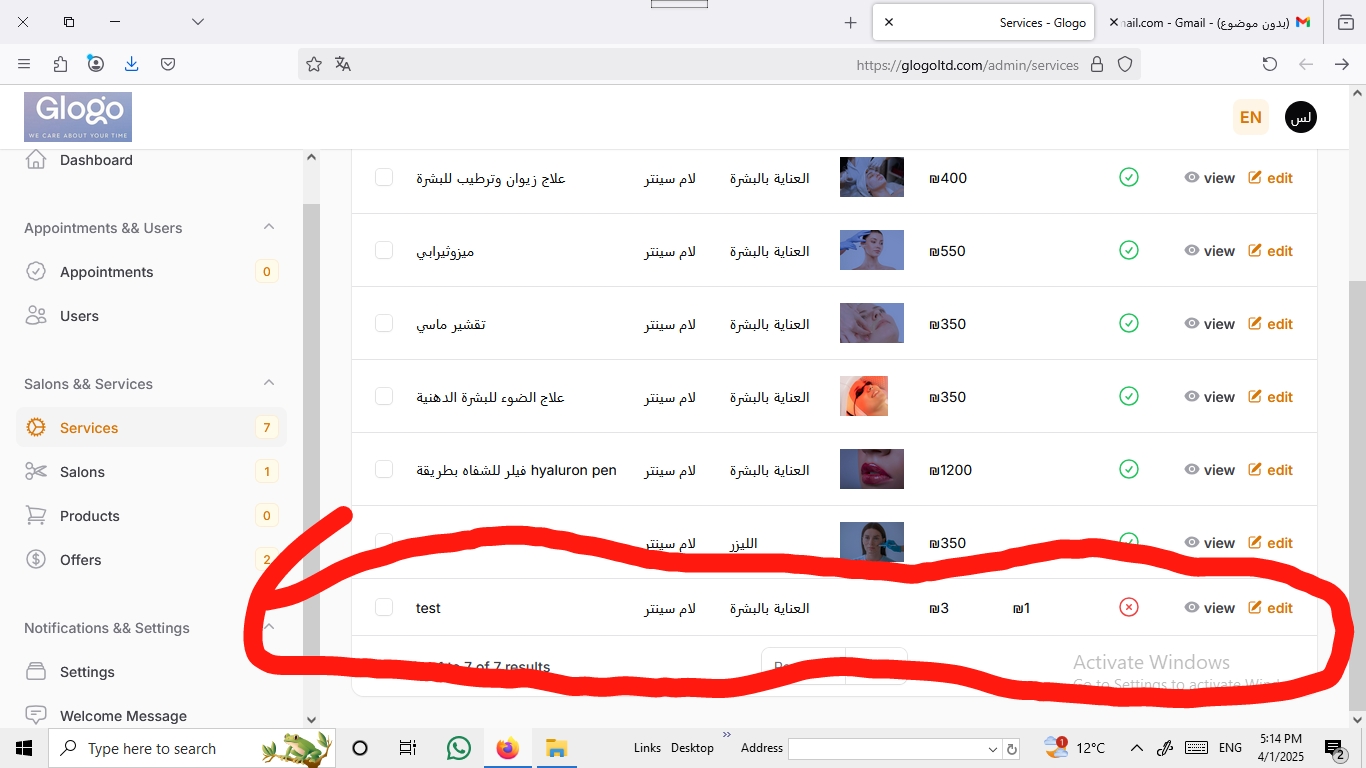 Services - Glogo
(بدون موضوع) - nail.com - Gmail
https://glogoltd.com/admin/services
Glogo
WE CARE ABOUT YOUR TIME
EN
لس
Dashboard
Appointments && Users
Appointments 0
Users
Salons && Services
Services 7
Salons 1
Products 0
Offers 2
Notifications && Settings
Settings
Welcome Message
علاج زيوان وترطيب للبشرة لام سينتر العناية بالبشرة ₪400 view edit
ميزوثيرابي لام سينتر العناية بالبشرة ₪550 view edit
تقشير ماسي لام سينتر العناية بالبشرة ₪350 view edit
علاج الضوء للبشرة الدهنية لام سينتر العناية بالبشرة ₪350 view edit
فيلر للشفاه بطريقة hyaluron pen لام سينتر العناية بالبشرة ₪1200 view edit
لام سينتر الليزر ₪350 view edit
test لام سينتر العناية بالبشرة ₪3 ₪1 view edit
to 7 of 7 results
Activate Windows
Go to Settings to activate Wind
Type here to search
Links Desktop
Address
1
12°C
ENG
5:14 PM
4/1/2025
2